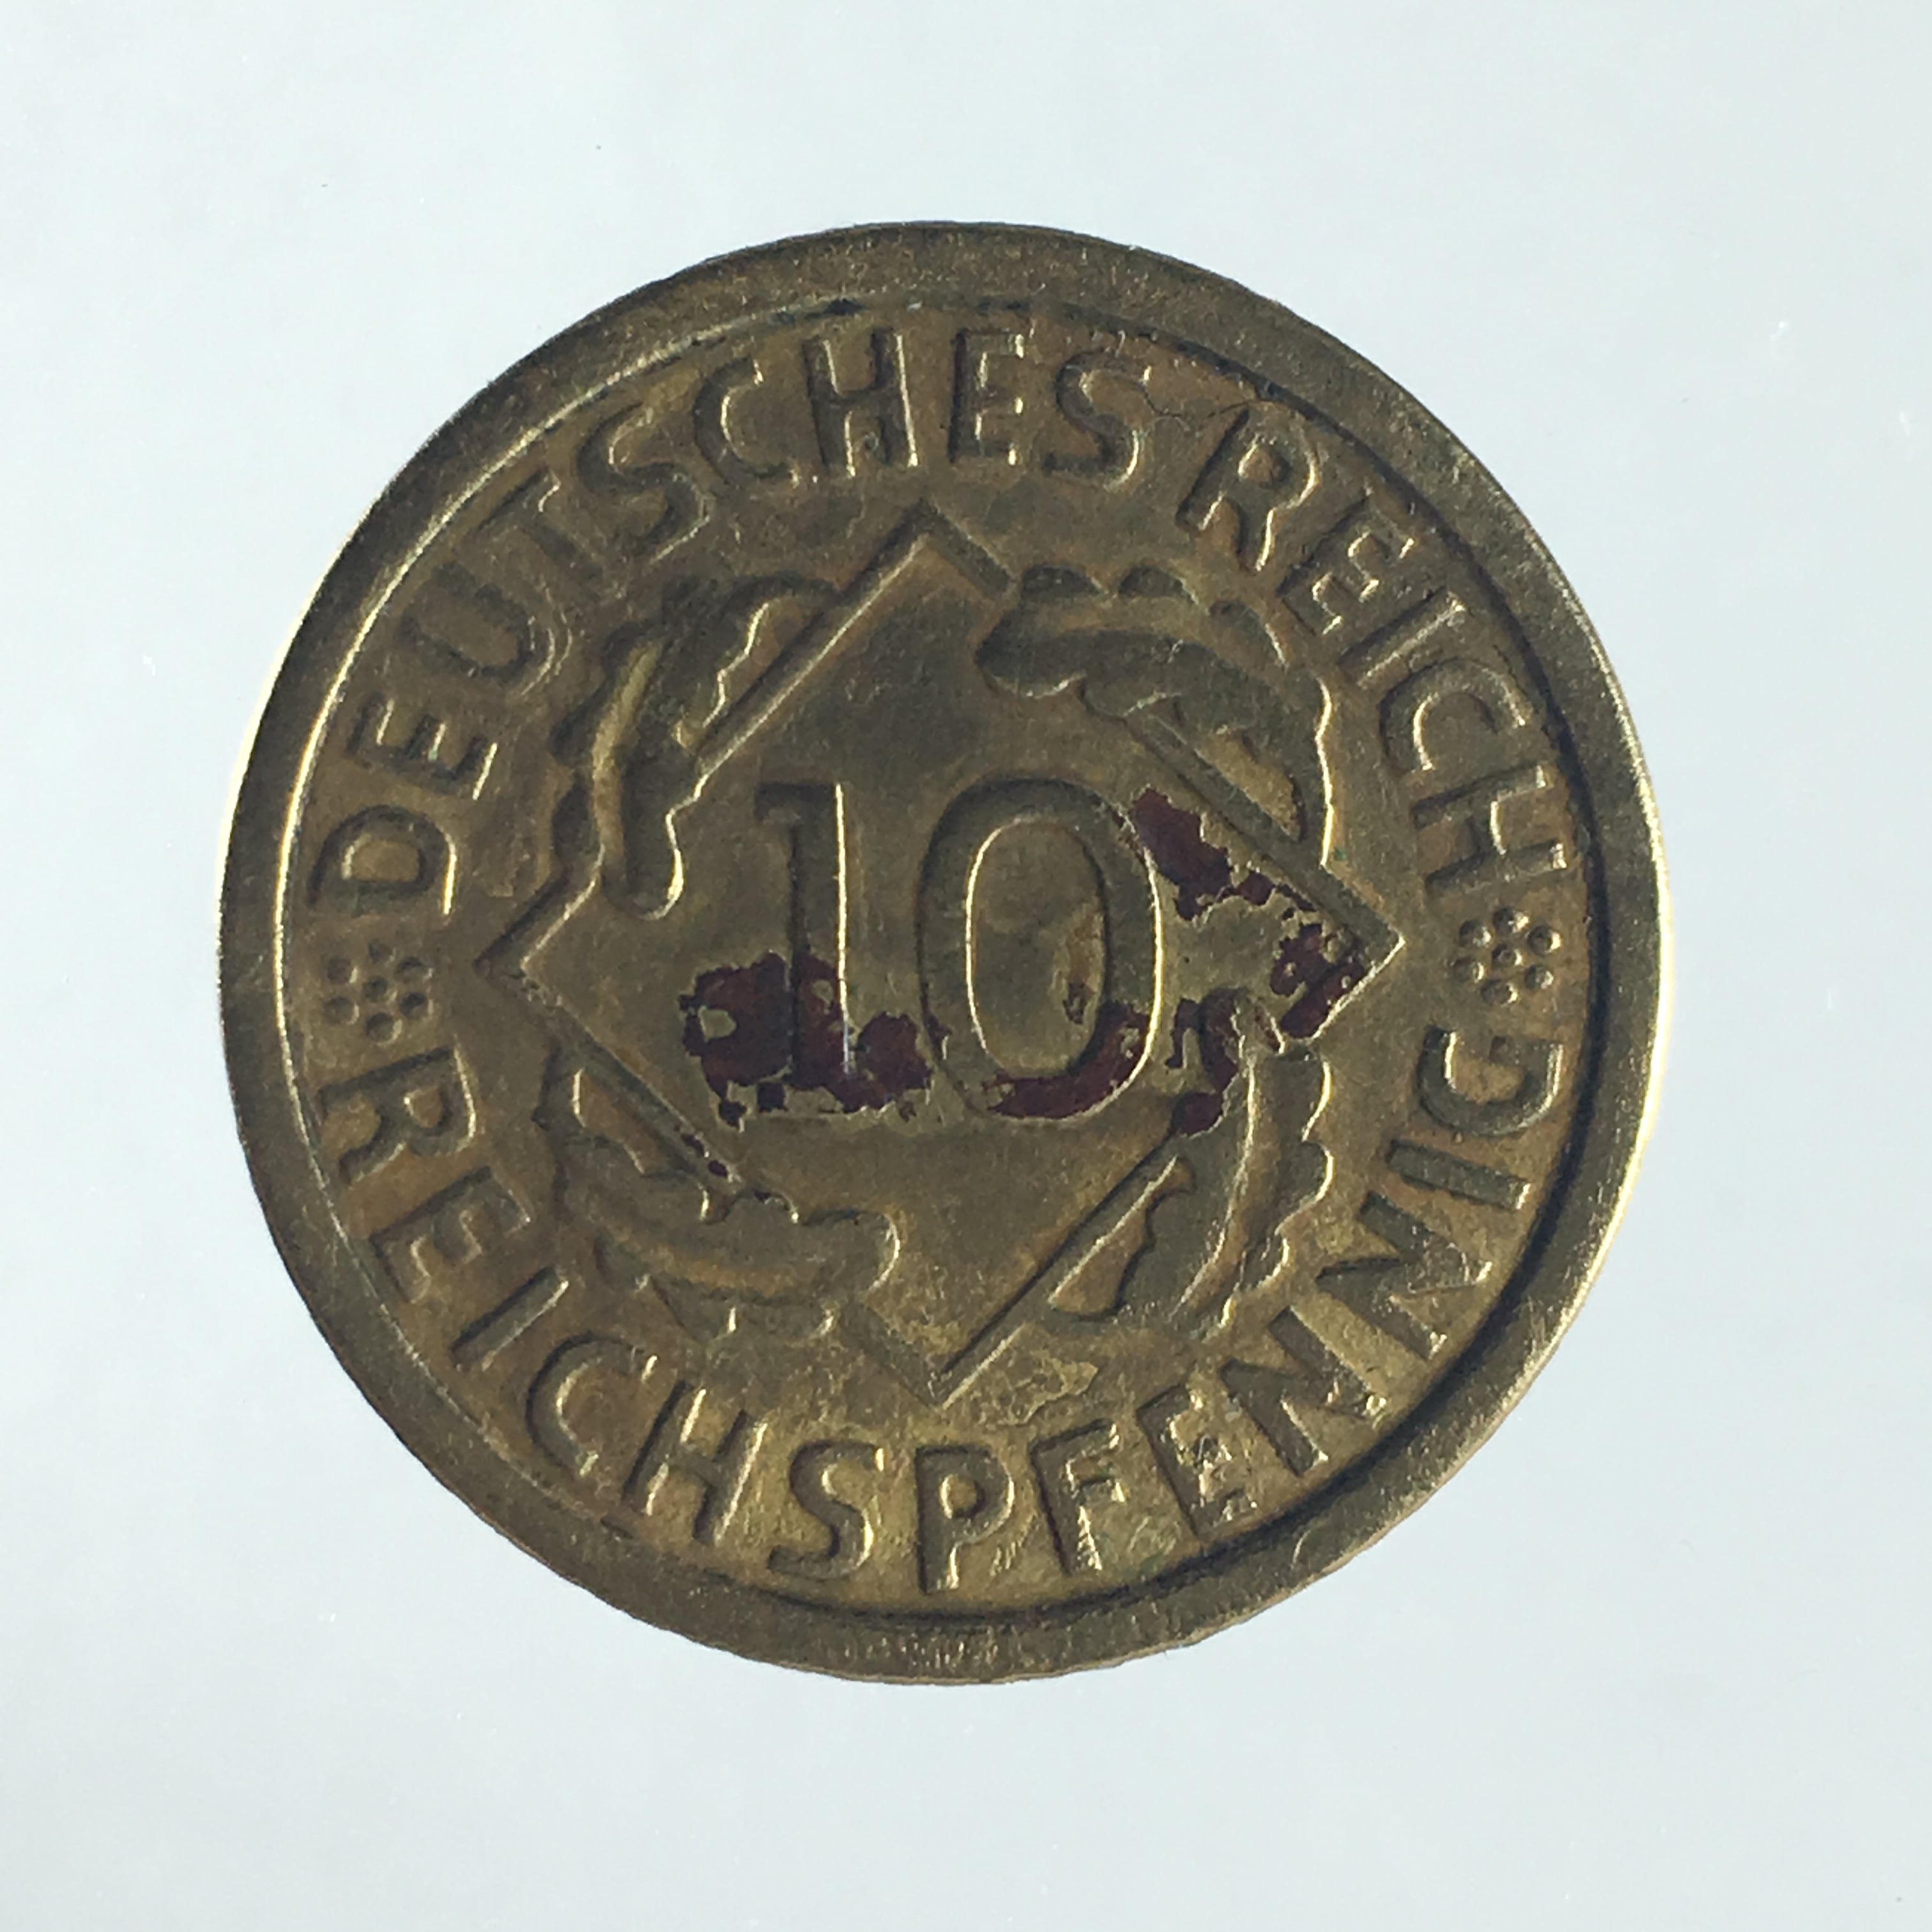 DEUTSCHES REICH
10
REICHSPFENNIG